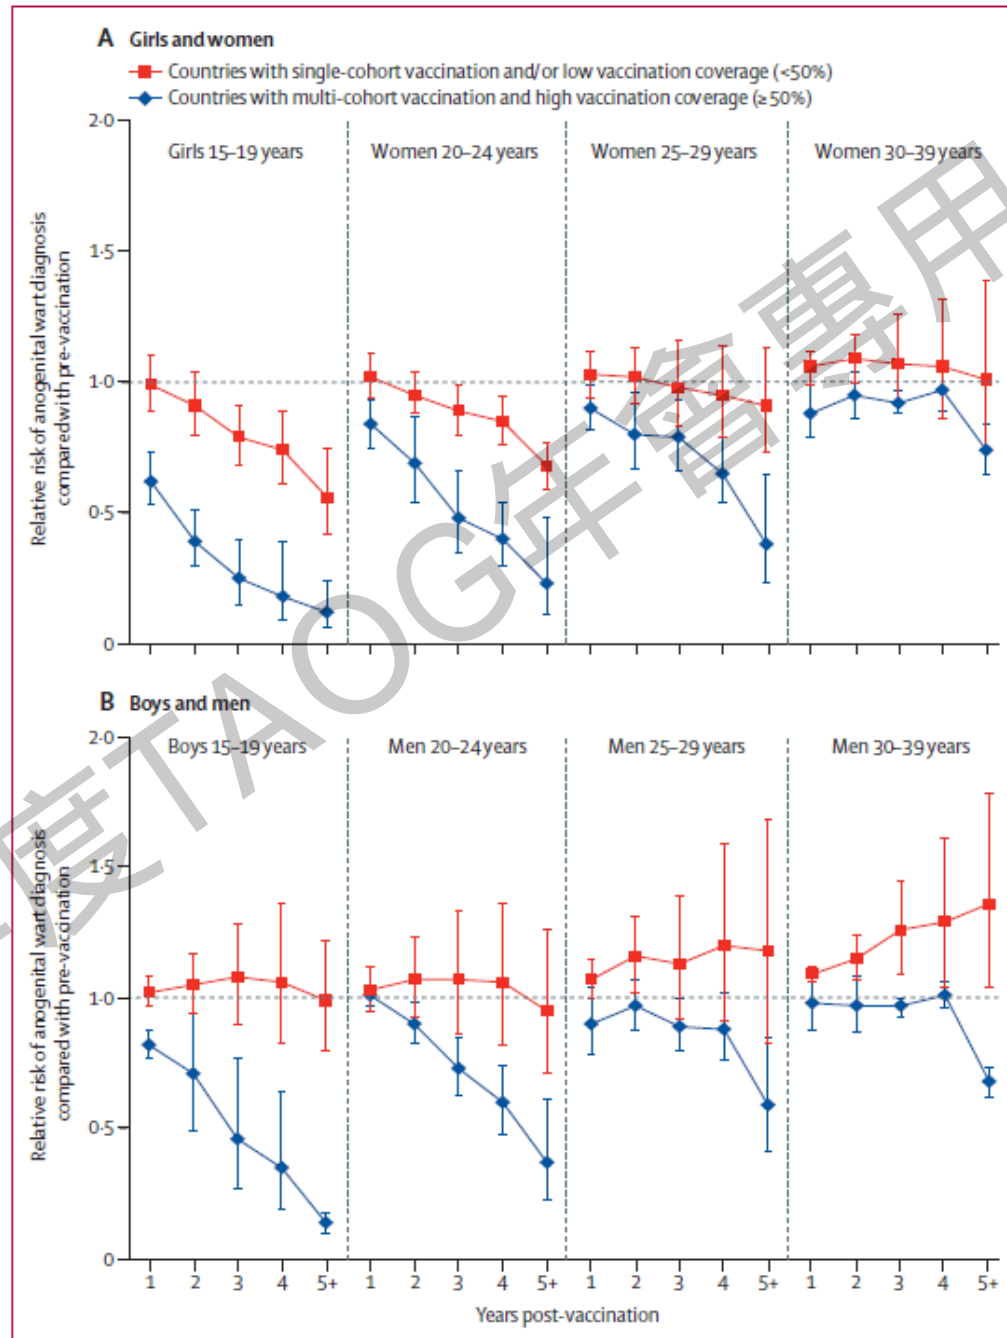 A Girls and women
Countries with single-cohort vaccination and/or low vaccination coverage (<50%)
Countries with multi-cohort vaccination and high vaccination coverage (≥50%)
2·0
1·5
1·0
0·5
0
Relative risk of anogenital wart diagnosis
compared with pre-vaccination
Girls 15–19 years
Women 20–24 years
Women 25–29 years
Women 30–39 years
B Boys and men
2·0
1·5
1·0
0·5
0
Relative risk of anogenital wart diagnosis
compared with pre-vaccination
Boys 15–19 years
Men 20–24 years
Men 25–29 years
Men 30–39 years
1 2 3 4 5+ 1 2 3 4 5+ 1 2 3 4 5+ 1 2 3 4 5+
Years post-vaccination
度TAOG年會專用